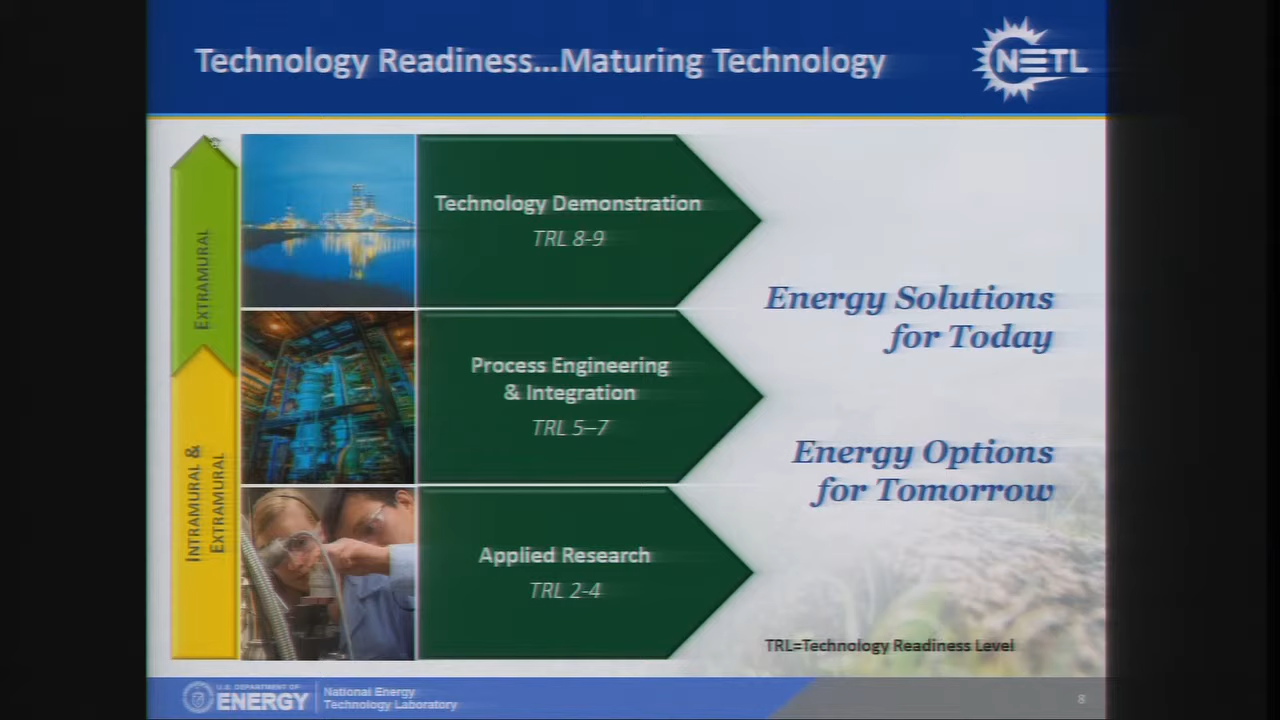 Technology Readiness...Maturing Technology
NETL
EXTRAMURAL
Technology Demonstration
TRL 8-9
Energy Solutions
for Today
Process Engineering
& Integration
TRL 5–7
Energy Options
for Tomorrow
INTRAMURAL &
EXTRAMURAL
Applied Research
TRL 2-4
TRL=Technology Readiness Level
U.S. DEPARTMENT OF
ENERGY
National Energy
Technology Laboratory
8